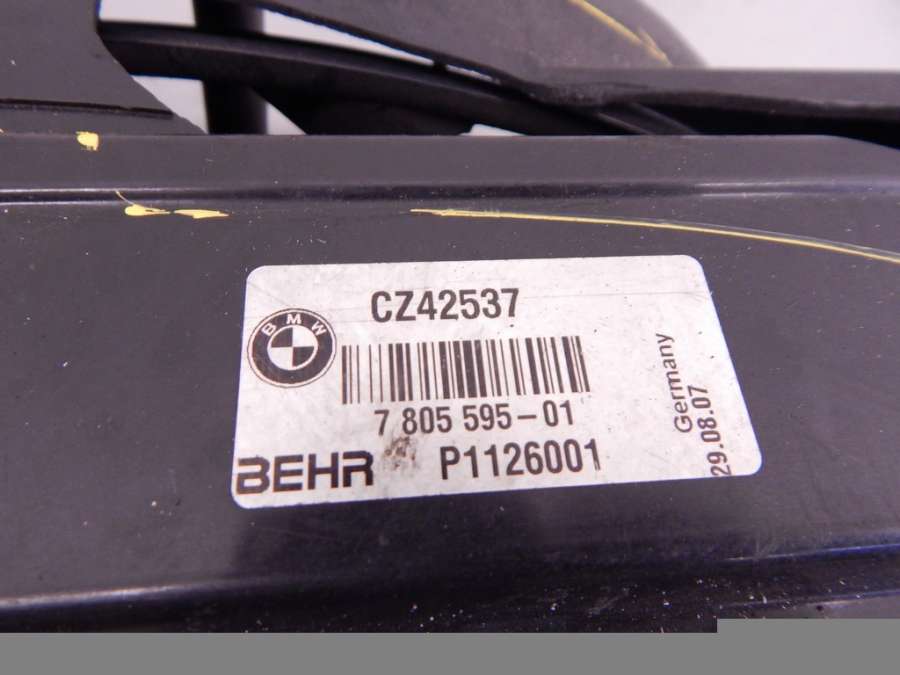 CZ42537
BMW
7 805 595-01
BEHR P1126001
Germany
29.08.07